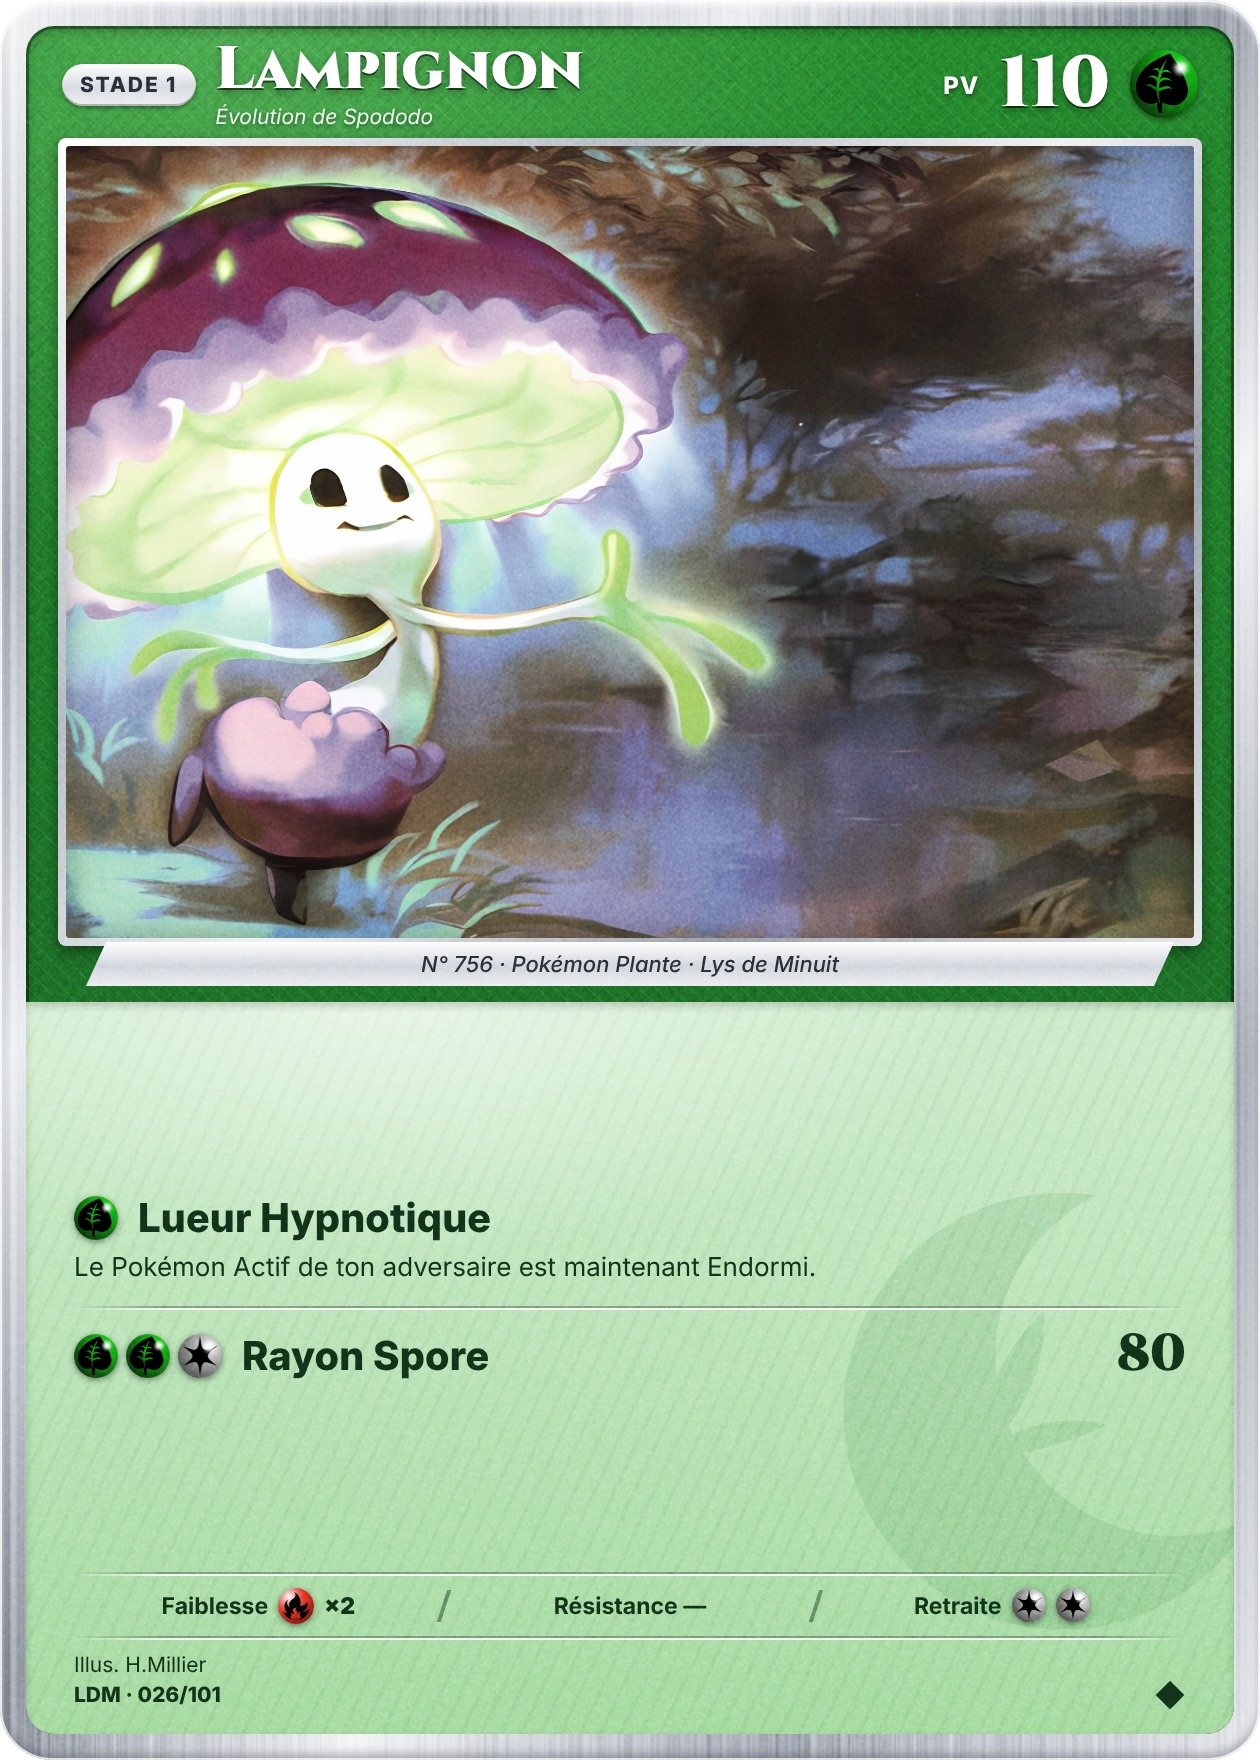 STADE 1
LAMPIGNON
Évolution de Spododo
PV 110
N° 756 · Pokémon Plante · Lys de Minuit
Lueur Hypnotique
Le Pokémon Actif de ton adversaire est maintenant Endormi.
Rayon Spore 80
Faiblesse ×2 / Résistance — / Retraite
Illus. H.Millier
LDM · 026/101